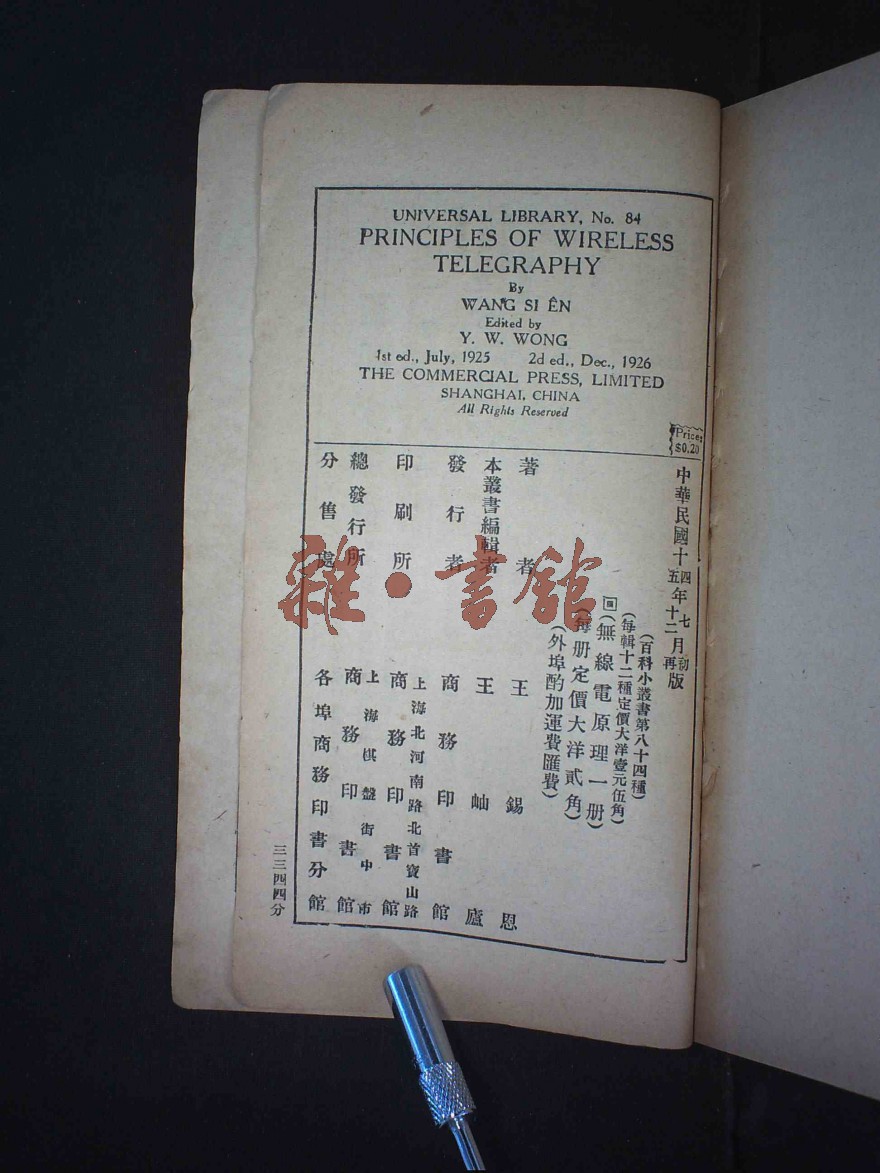 UNIVERSAL LIBRARY, No. 84
PRINCIPLES OF WIRELESS
TELEGRAPHY
By
WANG SI ÊN
Edited by
Y. W. WONG
1st ed., July, 1925 2d ed., Dec., 1926
THE COMMERCIAL PRESS, LIMITED
SHANGHAI, CHINA
All Rights Reserved
Price:
$0.20
中華民國十四五年七十二月初再版
(百科小叢書第八十四種)
(每輯十二種定價大洋壹元伍角)
(無線電原理一册)
(每册定價大洋貳角)
(外埠酌加運費匯費)
著者 王錫恩
本叢書編輯者 王岫廬
發行者 商務印書館
印刷所 上海北河南路北首寶山路
商務印書館
總發行所 上海棋盤街中市
商務印書館
分售處 各埠商務印書分館
三三四四分
雜·書館